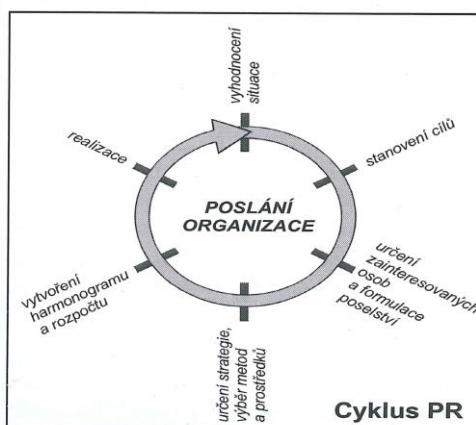 vyhodnocení
situace
stanovení cílů
určení
zainteresovaných
osob
a formulace
poselství
určení strategie,
výběr metod
a prostředků
vytvoření
harmonogramu
a rozpočtu
realizace
POSLÁNÍ
ORGANIZACE
Cyklus PR